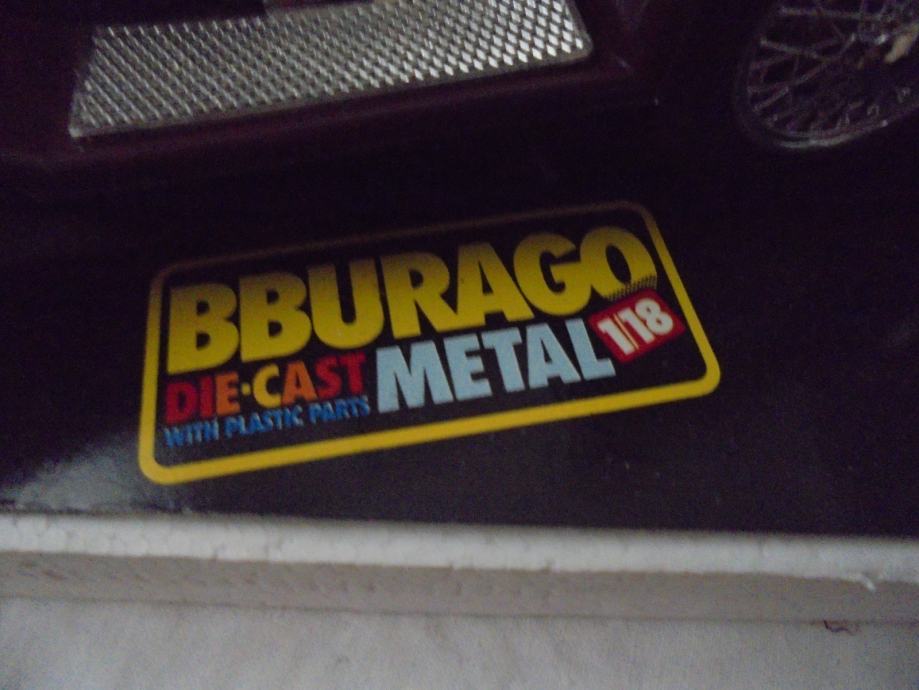 BBURAGO
DIE·CAST METAL 1/18
WITH PLASTIC PARTS